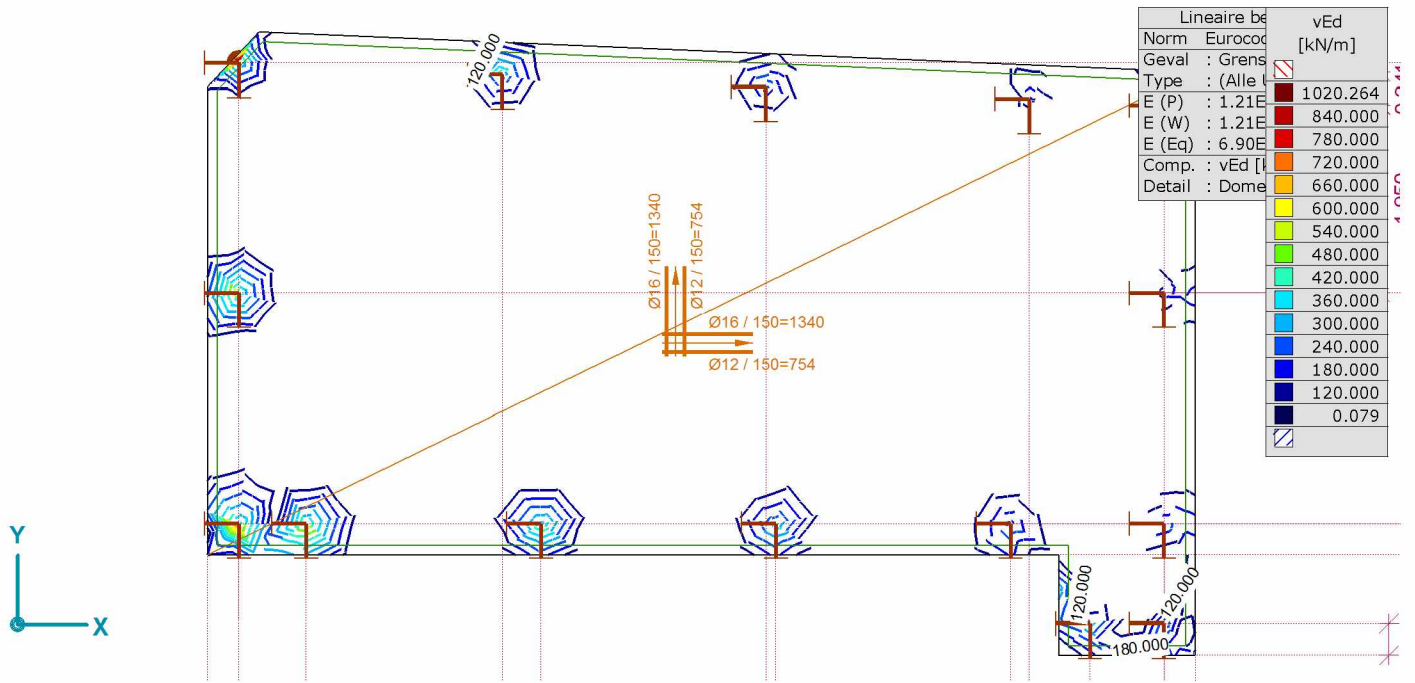 Lineaire be
Norm Eurocod
Geval : Grens
Type : (Alle
E (P) : 1.21E
E (W) : 1.21E
E (Eq) : 6.90E
Comp. : vEd [k
Detail : Dome
vEd
[kN/m]
1020.264
840.000
780.000
720.000
660.000
600.000
540.000
480.000
420.000
360.000
300.000
240.000
180.000
120.000
0.079
120.000
Ø16 / 150=1340
Ø12 / 150=754
Ø16 / 150=1340
Ø12 / 150=754
Y
X
120.000
120.000
180.000